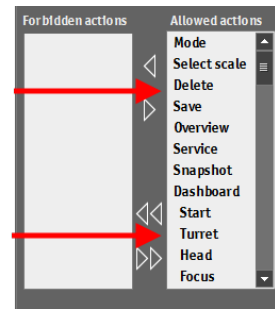 Forbidden actions
Allowed actions
Mode
Select scale
Delete
Save
Overview
Service
Snapshot
Dashboard
Start
Turret
Head
Focus